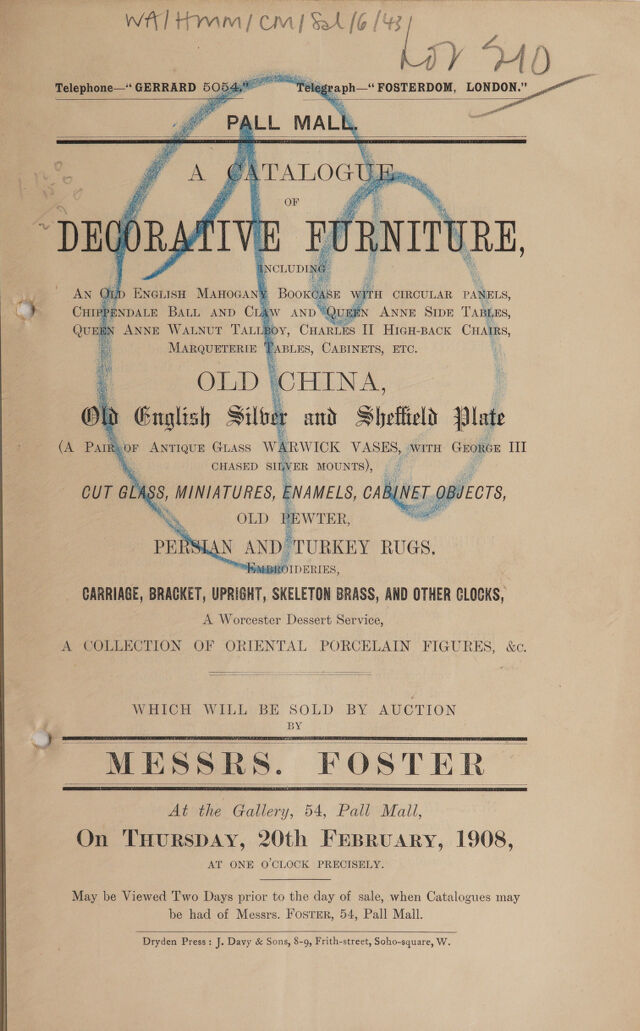 WA/HMM/CM/Sal/6/43/
Lot 210
Telephone—"GERRARD 5054." Telegraph—"FOSTERDOM, LONDON."
PALL MALL.
A CATALOGUE
OF
DECORATIVE FURNITURE,
INCLUDING
AN OLD ENGLISH MAHOGANY BOOKCASE WITH CIRCULAR PANELS,
CHIPPENDALE BALL AND CLAW AND QUEEN ANNE SIDE TABLES,
QUEEN ANNE WALNUT TALLBOY, CHARLES II HIGH-BACK CHAIRS,
MARQUETERIE TABLES, CABINETS, ETC.
OLD CHINA,
Old English Silver and Sheffield Plate
(A PAIR OF ANTIQUE GLASS WARWICK VASES, WITH GEORGE III
CHASED SILVER MOUNTS),
CUT GLASS, MINIATURES, ENAMELS, CABINET OBJECTS,
OLD PEWTER,
PERSIAN AND TURKEY RUGS.
EMBROIDERIES,
CARRIAGE, BRACKET, UPRIGHT, SKELETON BRASS, AND OTHER CLOCKS,
A Worcester Dessert Service,
A COLLECTION OF ORIENTAL PORCELAIN FIGURES, &c.
WHICH WILL BE SOLD BY AUCTION
BY
MESSRS. FOSTER
At the Gallery, 54, Pall Mall,
On THURSDAY, 20th FEBRUARY, 1908,
AT ONE O'CLOCK PRECISELY.
May be Viewed Two Days prior to the day of sale, when Catalogues may
be had of Messrs. FOSTER, 54, Pall Mall.
Dryden Press : J. Davy & Sons, 8-9, Frith-street, Soho-square, W.